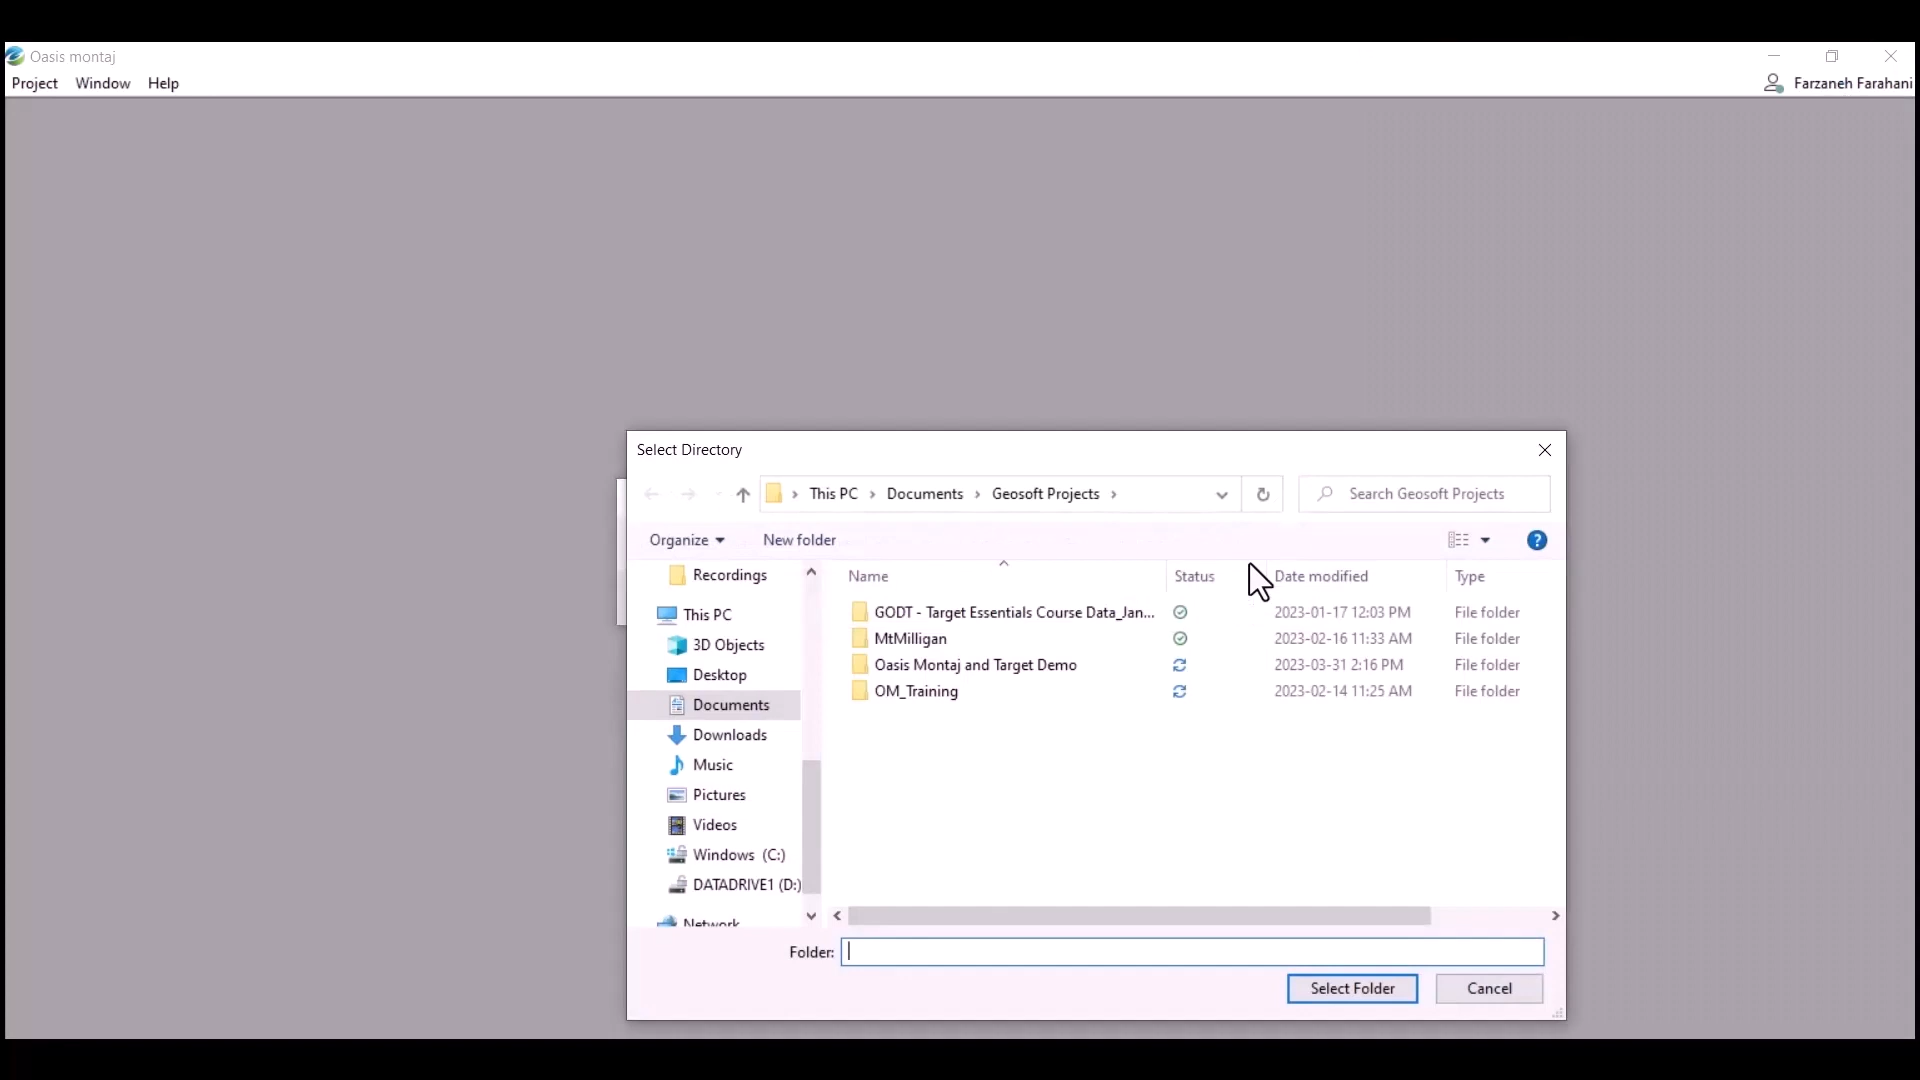 Oasis montaj
Project Window Help
Farzaneh Farahani
Select Directory
This PC Documents Geosoft Projects
Search Geosoft Projects
Organize New folder
?
Recordings
This PC
3D Objects
Desktop
Documents
Downloads
Music
Pictures
Videos
Windows (C:)
DATADRIVE1 (D:)
Network
Name Status Date modified Type
GODT - Target Essentials Course Data_Jan... 2023-01-17 12:03 PM File folder
MtMilligan 2023-02-16 11:33 AM File folder
Oasis Montaj and Target Demo 2023-03-31 2:16 PM File folder
OM_Training 2023-02-14 11:25 AM File folder
Folder:
Select Folder Cancel